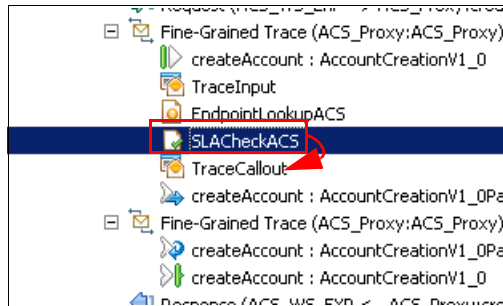 Fine-Grained Trace (ACS_Proxy:ACS_Proxy)
createAccount : AccountCreationV1_0
TraceInput
EndpointLookupACS
SLACheckACS
TraceCallout
createAccount : AccountCreationV1_0Pa
Fine-Grained Trace (ACS_Proxy:ACS_Proxy)
createAccount : AccountCreationV1_0Pa
createAccount : AccountCreationV1_0